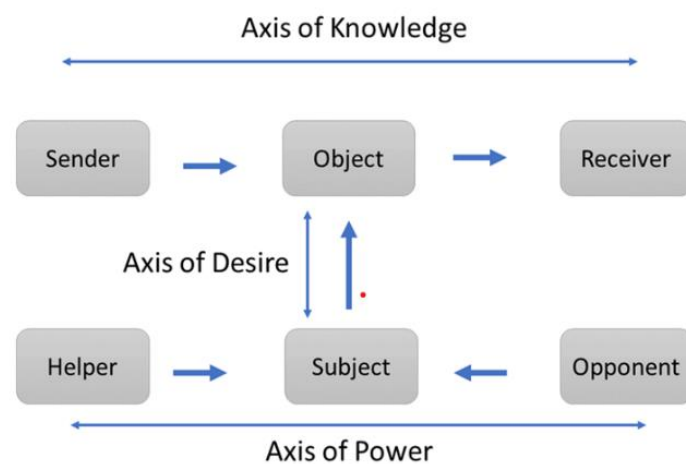 Axis of Knowledge
Sender
Object
Receiver
Axis of Desire
Helper
Subject
Opponent
Axis of Power